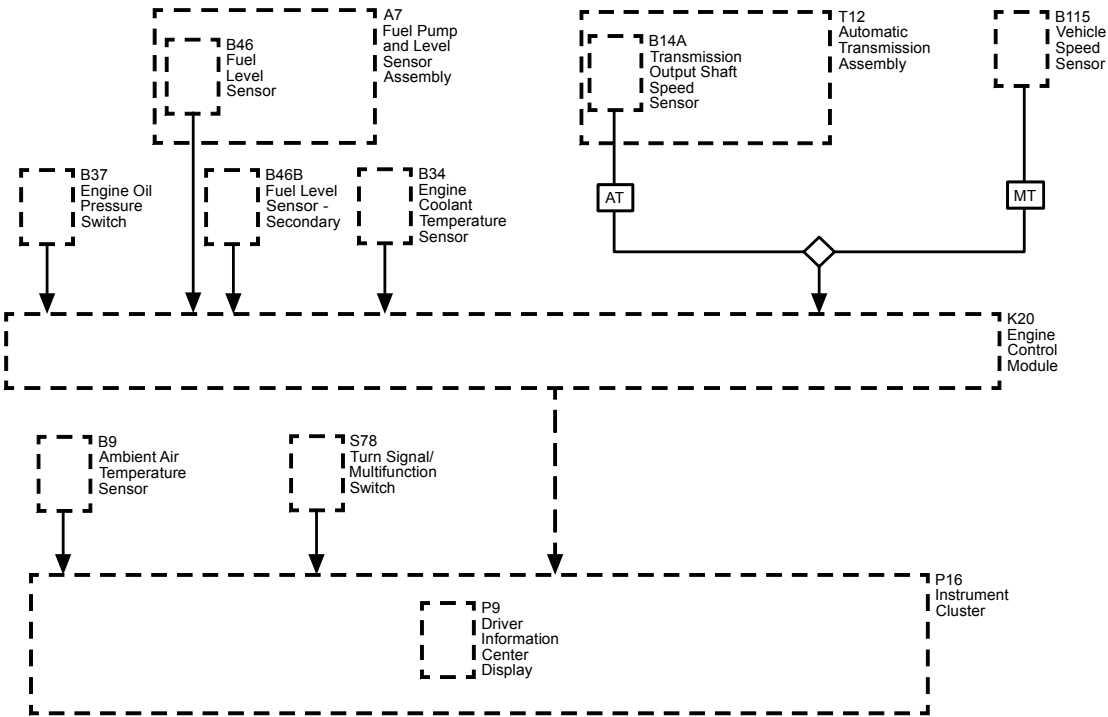 A7
Fuel Pump
and Level
Sensor
Assembly
B46
Fuel
Level
Sensor
T12
Automatic
Transmission
Assembly
B14A
Transmission
Output Shaft
Speed
Sensor
B115
Vehicle
Speed
Sensor
B37
Engine Oil
Pressure
Switch
B46B
Fuel Level
Sensor -
Secondary
B34
Engine
Coolant
Temperature
Sensor
AT
MT
K20
Engine
Control
Module
B9
Ambient Air
Temperature
Sensor
S78
Turn Signal/
Multifunction
Switch
P16
Instrument
Cluster
P9
Driver
Information
Center
Display